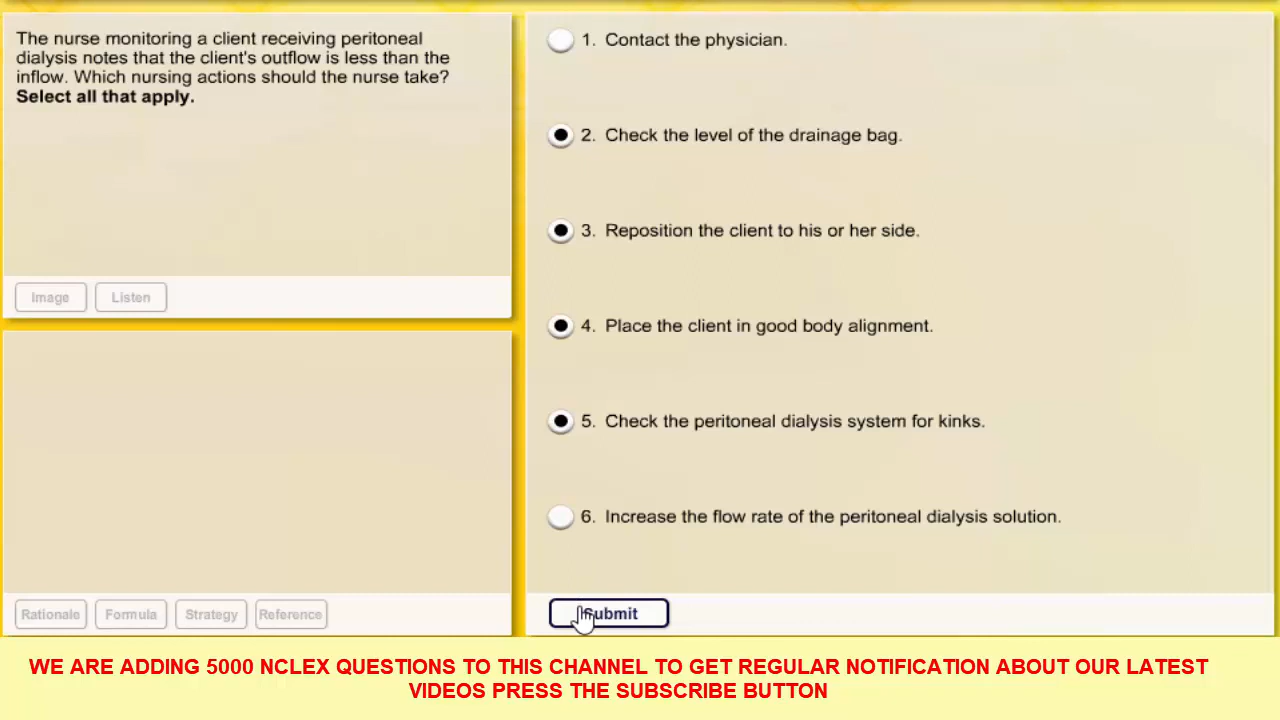 The nurse monitoring a client receiving peritoneal
dialysis notes that the client's outflow is less than the
inflow. Which nursing actions should the nurse take?
Select all that apply.
Image
Listen
1. Contact the physician.
2. Check the level of the drainage bag.
3. Reposition the client to his or her side.
4. Place the client in good body alignment.
5. Check the peritoneal dialysis system for kinks.
6. Increase the flow rate of the peritoneal dialysis solution.
Rationale
Formula
Strategy
Reference
Submit
WE ARE ADDING 5000 NCLEX QUESTIONS TO THIS CHANNEL TO GET REGULAR NOTIFICATION ABOUT OUR LATEST
VIDEOS PRESS THE SUBSCRIBE BUTTON